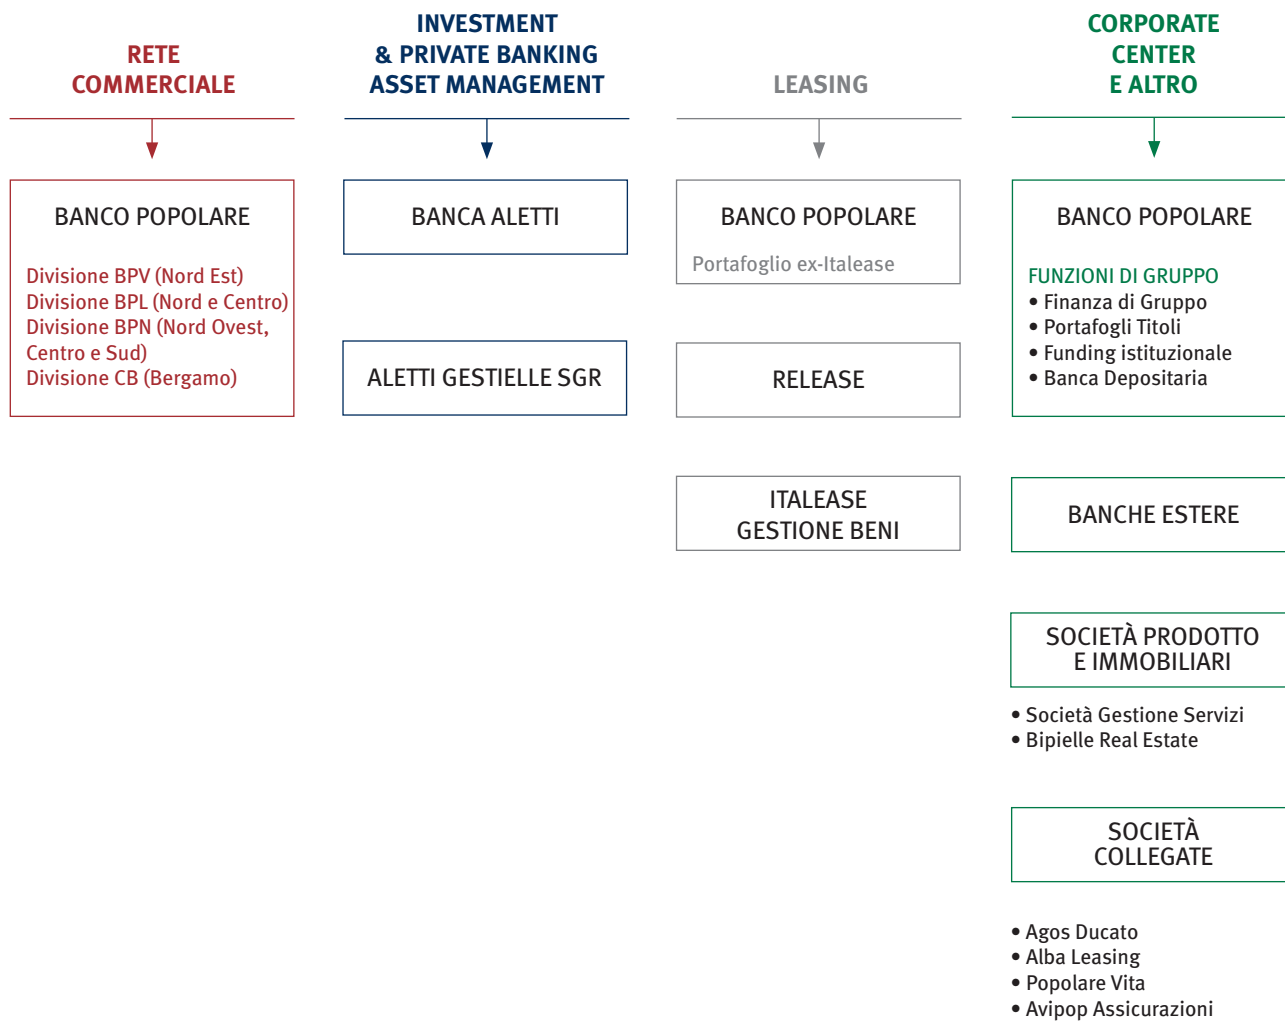 RETE
COMMERCIALE
BANCO POPOLARE
Divisione BPV (Nord Est)
Divisione BPL (Nord e Centro)
Divisione BPN (Nord Ovest,
Centro e Sud)
Divisione CB (Bergamo)
INVESTMENT
& PRIVATE BANKING
ASSET MANAGEMENT
BANCA ALETTI
ALETTI GESTIELLE SGR
LEASING
BANCO POPOLARE
Portafoglio ex-Italease
RELEASE
ITALEASE
GESTIONE BENI
CORPORATE
CENTER
E ALTRO
BANCO POPOLARE
FUNZIONI DI GRUPPO
• Finanza di Gruppo
• Portafogli Titoli
• Funding istituzionale
• Banca Depositaria
BANCHE ESTERE
SOCIETÀ PRODOTTO
E IMMOBILIARI
• Società Gestione Servizi
• Bipielle Real Estate
SOCIETÀ
COLLEGATE
• Agos Ducato
• Alba Leasing
• Popolare Vita
• Avipop Assicurazioni